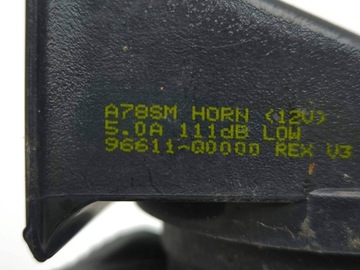 A78SM HORN (12V)
5.0A 111dB LOW
96611-Q0000 REX V3